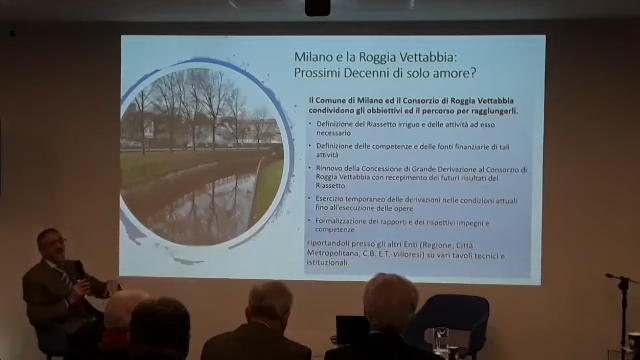 Milano e la Roggia Vettabbia:
Prossimi Decenni di solo amore?
Il Comune di Milano ed il Consorzio di Roggia Vettabbia
condividono gli obbiettivi ed il percorso per raggiungerli.
• Definizione del Riassetto irriguo e delle attività ad esso
necessario
• Definizione delle competenze e delle fonti finanziarie di tali
attività
• Rinnovo della Concessione di Grande Derivazione al Consorzio di
Roggia Vettabbia con recepimento dei futuri risultati del
Riassetto
• Esercizio temporaneo delle derivazioni nelle condizioni attuali
fino all'esecuzione delle opere
• Formalizzazione dei rapporti e dei rispettivi impegni e
competenze
riportandoli presso gli altri Enti (Regione, Città
Metropolitana, C.B. E.T.-Villoresi) su vari tavoli tecnici e
istituzionali.